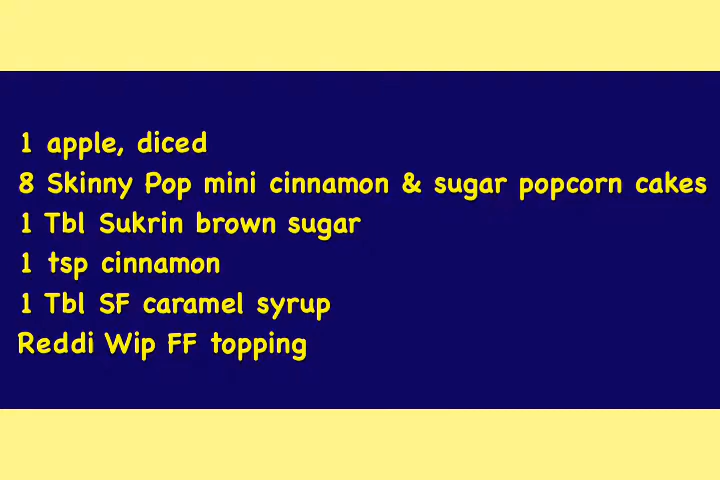 1 apple, diced
8 Skinny Pop mini cinnamon & sugar popcorn cakes
1 Tbl Sukrin brown sugar
1 tsp cinnamon
1 Tbl SF caramel syrup
Reddi Wip FF topping